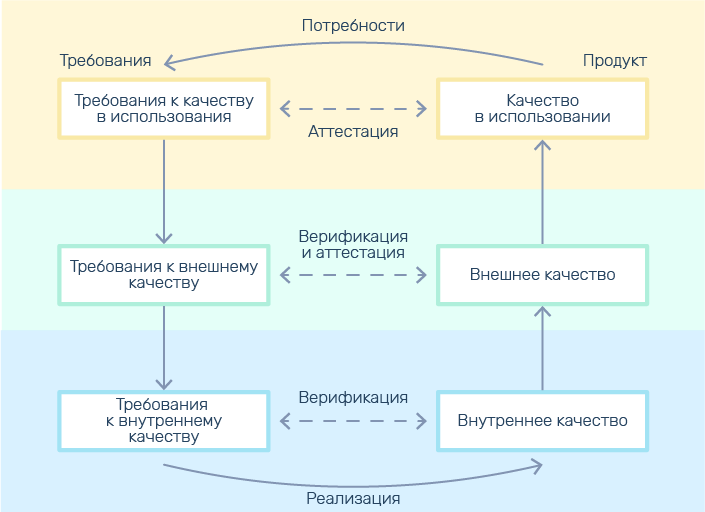 Потребности
Требования
Продукт
Требования к качеству
в использования
Аттестация
Качество
в использовании
Требования к внешнему
качеству
Верификация
и аттестация
Внешнее качество
Требования
к внутреннему
качеству
Верификация
Внутреннее качество
Реализация